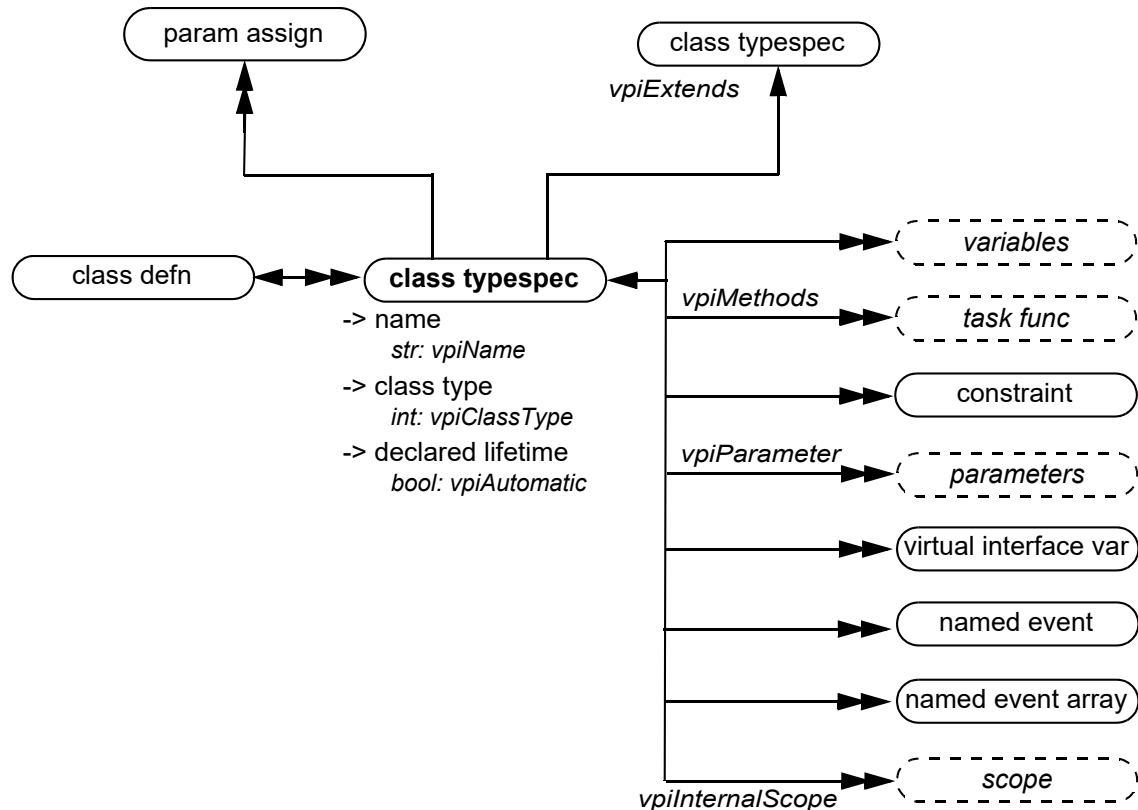 param assign
class typespec
vpiExtends
variables
class defn
class typespec
vpiMethods
task func
-> name
str: vpiName
-> class type
int: vpiClassType
constraint
-> declared lifetime
bool: vpiAutomatic
vpiParameter
parameters
virtual interface var
named event
named event array
vpiInternalScope
scope